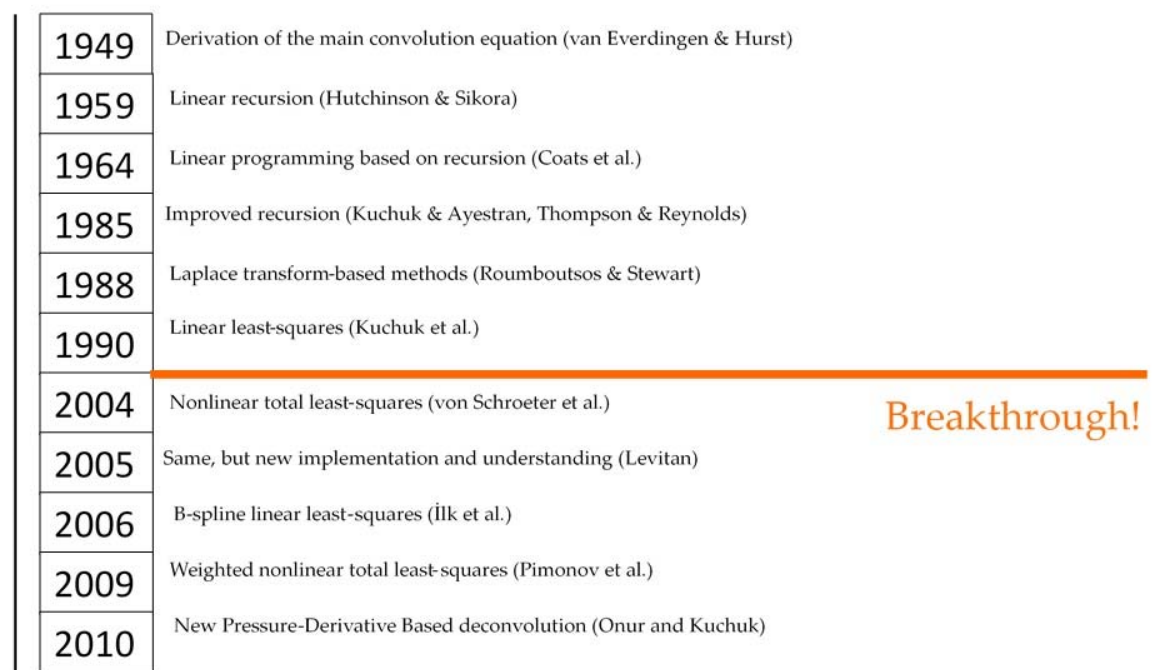 1949 Derivation of the main convolution equation (van Everdingen & Hurst)
1959 Linear recursion (Hutchinson & Sikora)
1964 Linear programming based on recursion (Coats et al.)
1985 Improved recursion (Kuchuk & Ayestran, Thompson & Reynolds)
1988 Laplace transform-based methods (Roumboutsos & Stewart)
1990 Linear least-squares (Kuchuk et al.)
2004 Nonlinear total least-squares (von Schroeter et al.) Breakthrough!
2005 Same, but new implementation and understanding (Levitan)
2006 B-spline linear least-squares (İlk et al.)
2009 Weighted nonlinear total least-squares (Pimonov et al.)
2010 New Pressure-Derivative Based deconvolution (Onur and Kuchuk)